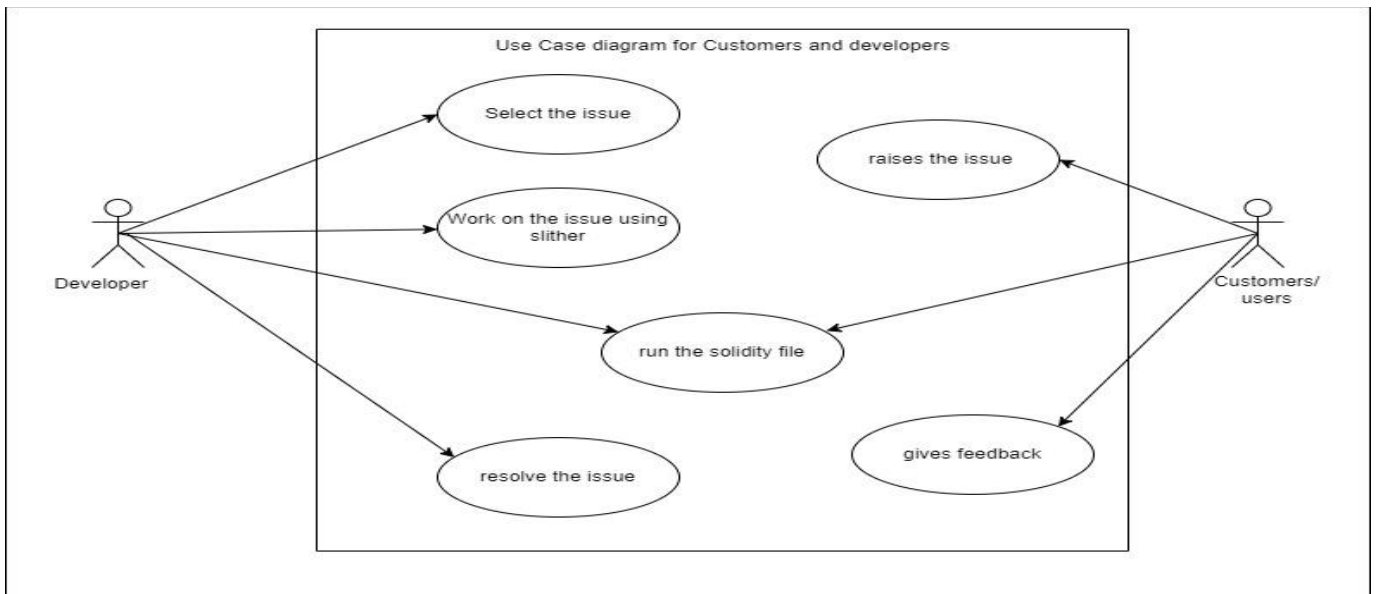 Use Case diagram for Customers and developers
Select the issue
raises the issue
Work on the issue using
slither
Developer
Customers/
users
run the solidity file
gives feedback
resolve the issue